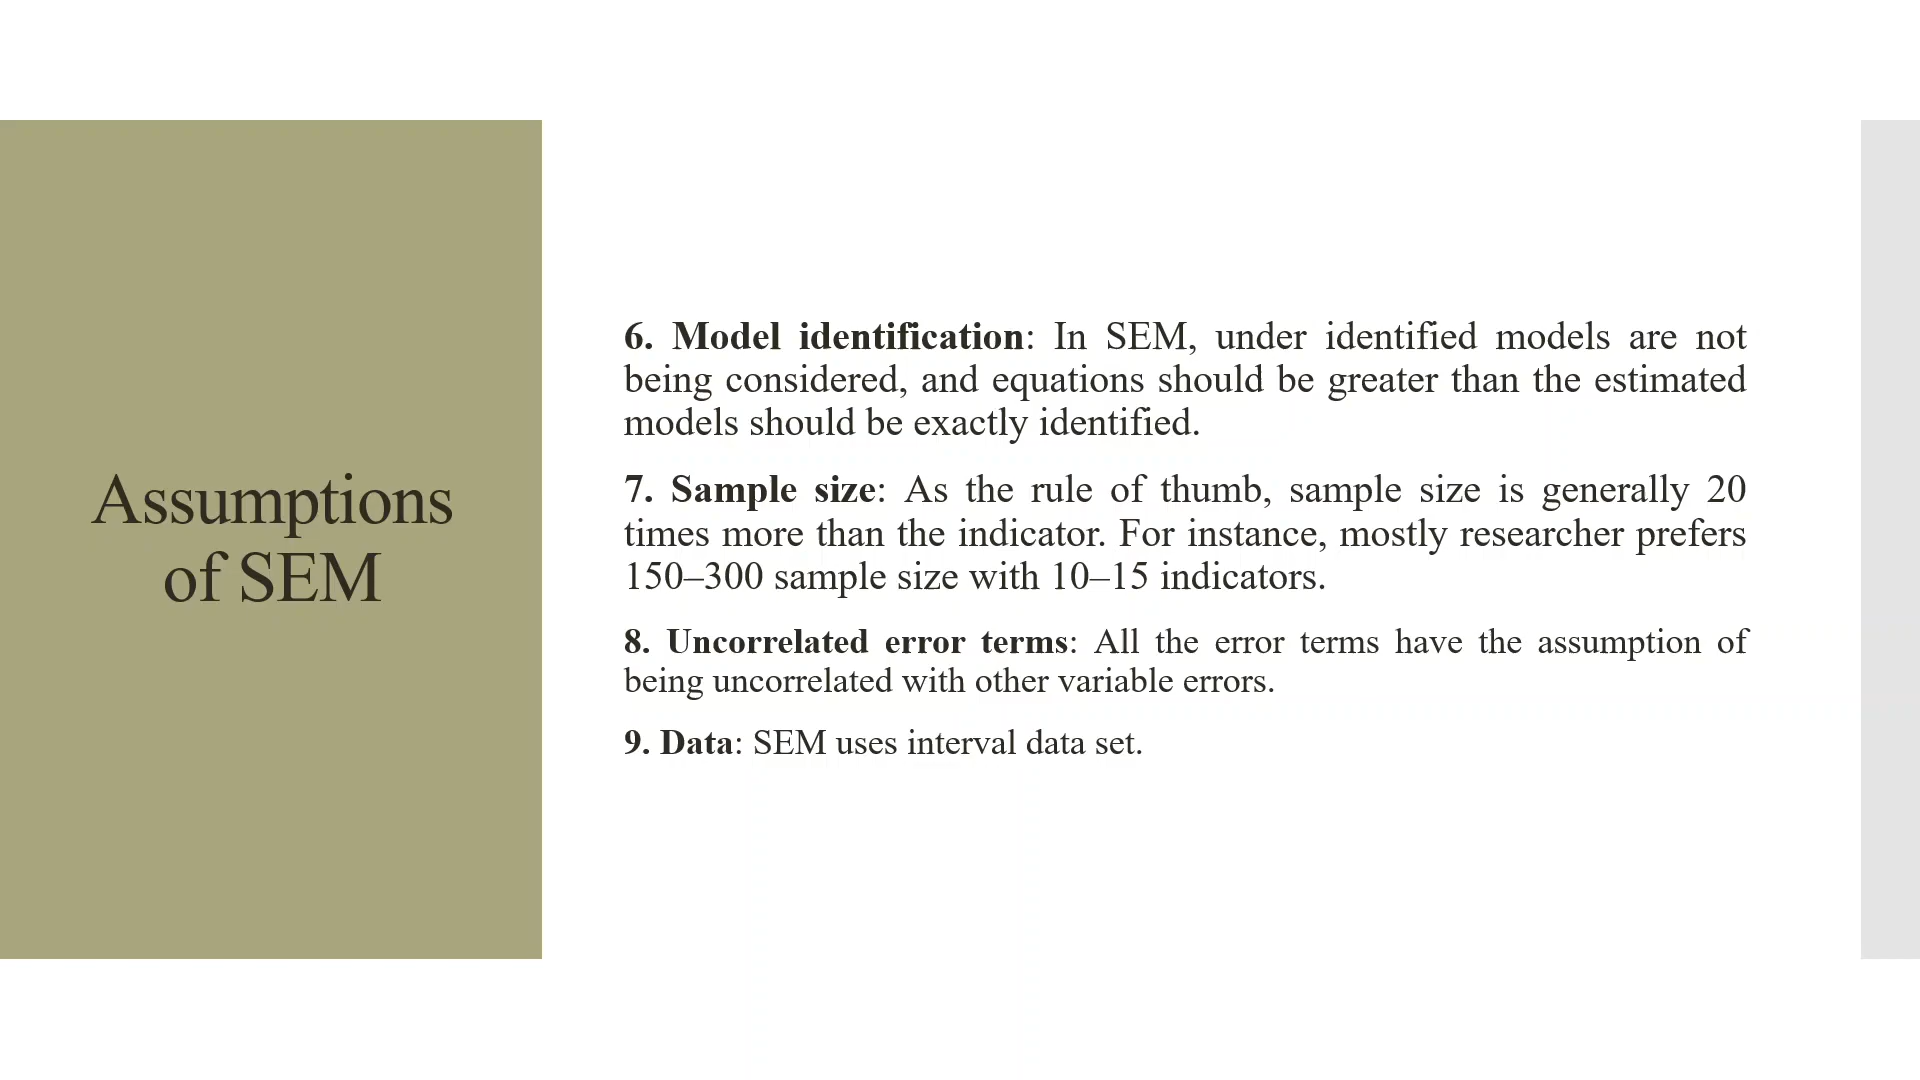 Assumptions
of SEM
6. Model identification: In SEM, under identified models are not
being considered, and equations should be greater than the estimated
models should be exactly identified.
7. Sample size: As the rule of thumb, sample size is generally 20
times more than the indicator. For instance, mostly researcher prefers
150–300 sample size with 10–15 indicators.
8. Uncorrelated error terms: All the error terms have the assumption of
being uncorrelated with other variable errors.
9. Data: SEM uses interval data set.